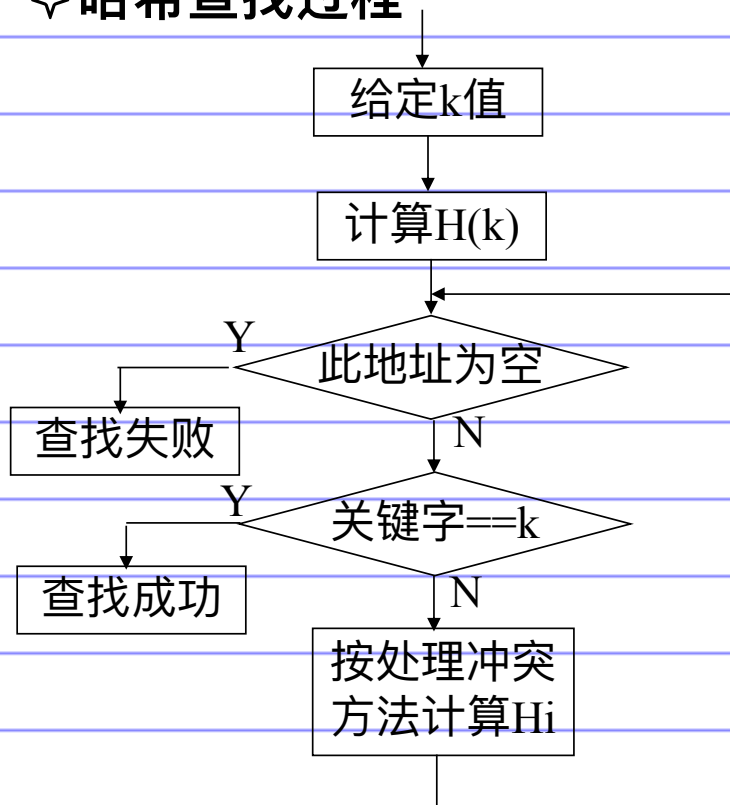 哈希查找过程
给定k值
计算H(k)
Y
此地址为空
查找失败
N
Y
关键字==k
查找成功
N
按处理冲突
方法计算Hi